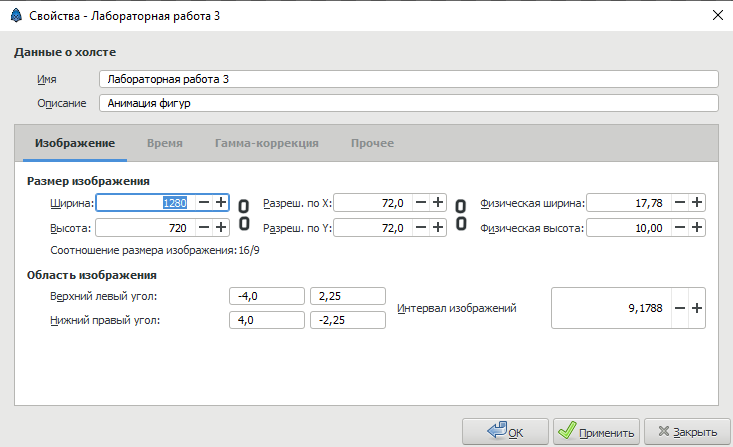 Свойства - Лабораторная работа 3
Данные о холсте
Имя Лабораторная работа 3
Описание Анимация фигур
Изображение Время Гамма-коррекция Прочее
Размер изображения
Ширина: 1280 Разреш. по X: 72,0 Физическая ширина: 17,78
Высота: 720 Разреш. по Y: 72,0 Физическая высота: 10,00
Соотношение размера изображения:16/9
Область изображения
Верхний левый угол: -4,0 2,25
Интервал изображений 9,1788
Нижний правый угол: 4,0 -2,25
OK Применить Закрыть